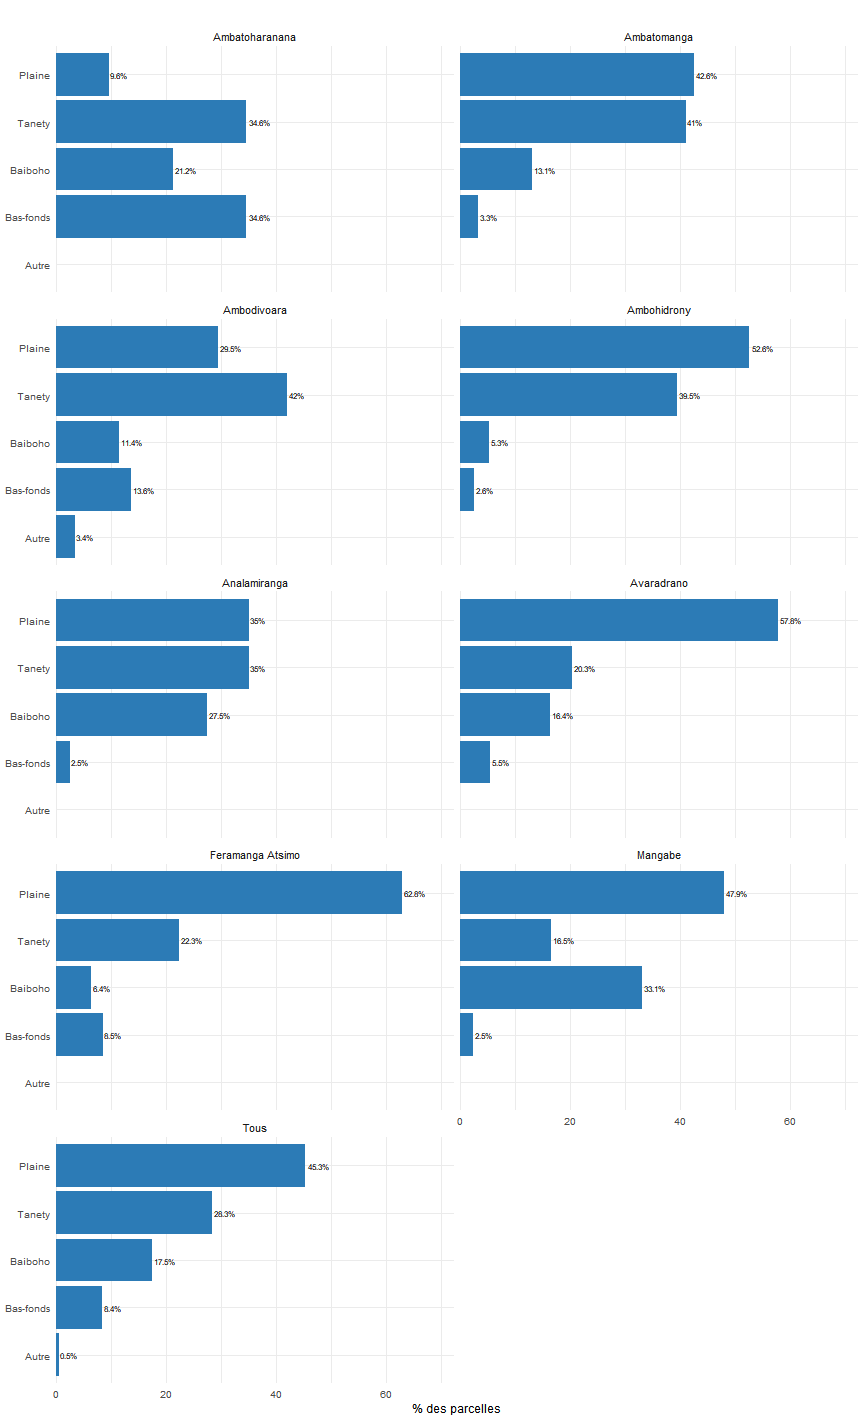 Ambatoharanana
Plaine 9.6%
Tanety 34.6%
Baiboho 21.2%
Bas-fonds 34.6%
Autre
Ambatomanga
42.6%
41%
13.1%
3.3%
Ambodivoara
Plaine 29.5%
Tanety 42%
Baiboho 11.4%
Bas-fonds 13.6%
Autre 3.4%
Ambohidrony
52.6%
39.5%
5.3%
2.6%
Analamiranga
Plaine 35%
Tanety 35%
Baiboho 27.5%
Bas-fonds 2.5%
Autre
Avaradrano
57.8%
20.3%
16.4%
5.5%
Feramanga Atsimo
Plaine 62.8%
Tanety 22.3%
Baiboho 6.4%
Bas-fonds 8.5%
Autre
Mangabe
47.9%
16.5%
33.1%
2.5%
0 20 40 60
Tous
Plaine 45.3%
Tanety 28.3%
Baiboho 17.5%
Bas-fonds 8.4%
Autre 0.5%
0 20 40 60
% des parcelles